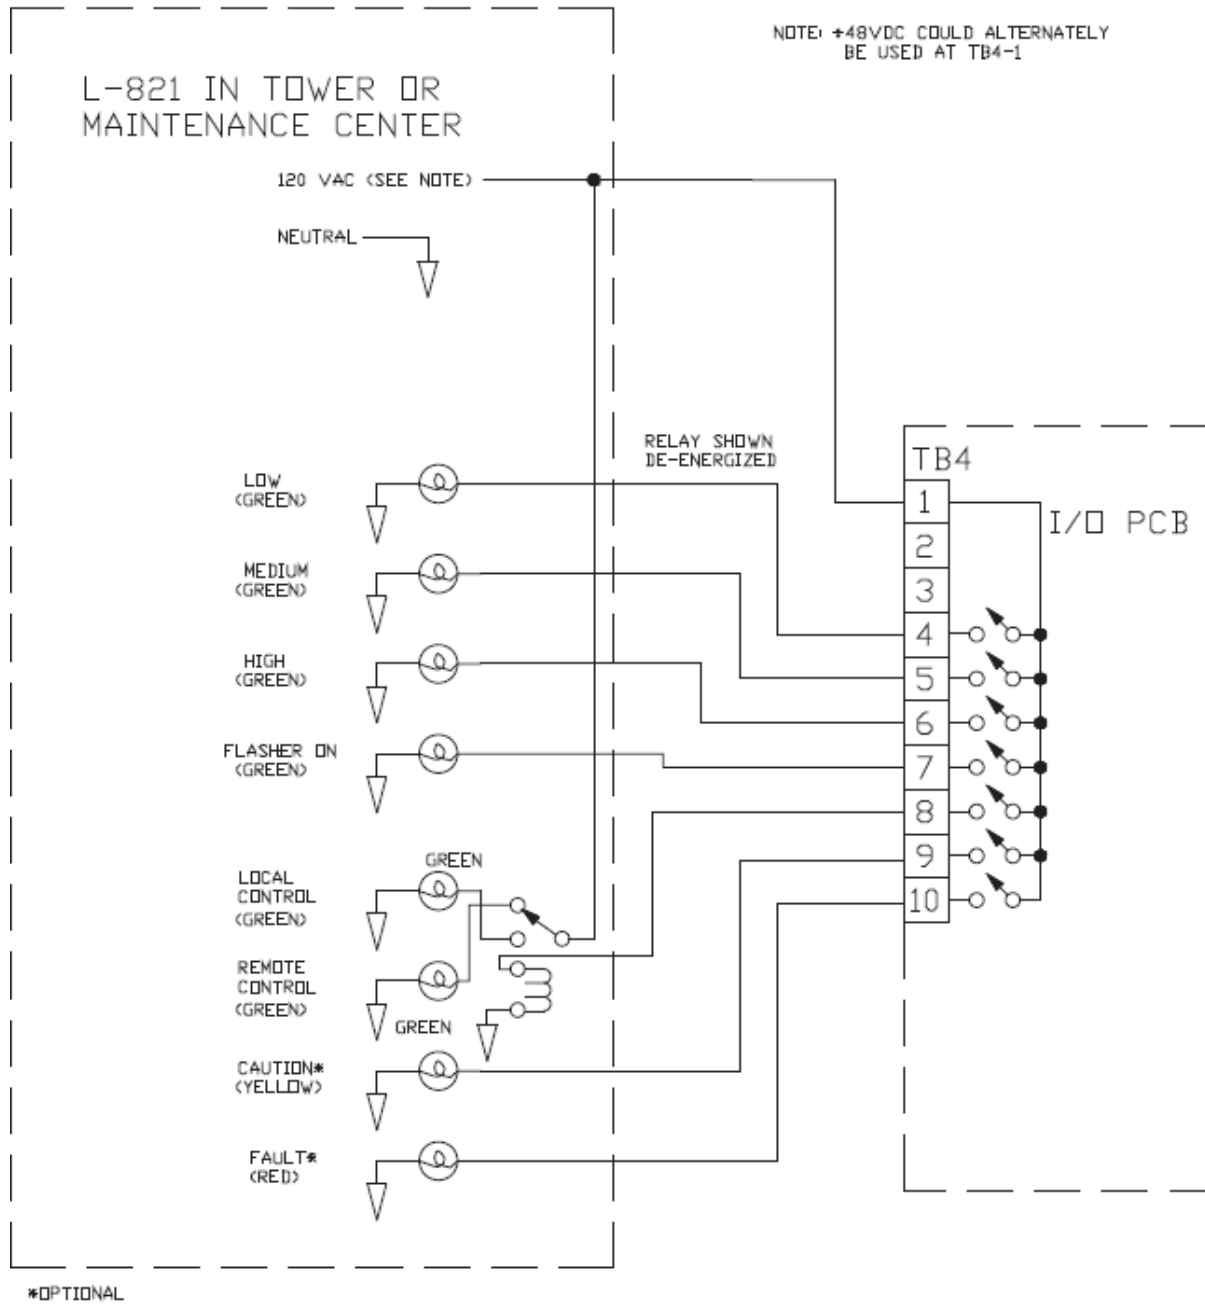 NOTE: +48VDC COULD ALTERNATELY
BE USED AT TB4-1
L-821 IN TOWER OR
MAINTENANCE CENTER
120 VAC (SEE NOTE)
NEUTRAL
RELAY SHOWN
DE-ENERGIZED
TB4
I/O PCB
1
2
3
4
5
6
7
8
9
10
LOW
(GREEN)
MEDIUM
(GREEN)
HIGH
(GREEN)
FLASHER ON
(GREEN)
GREEN
LOCAL
CONTROL
(GREEN)
REMOTE
CONTROL
(GREEN)
GREEN
CAUTION*
(YELLOW)
FAULT*
(RED)
*OPTIONAL